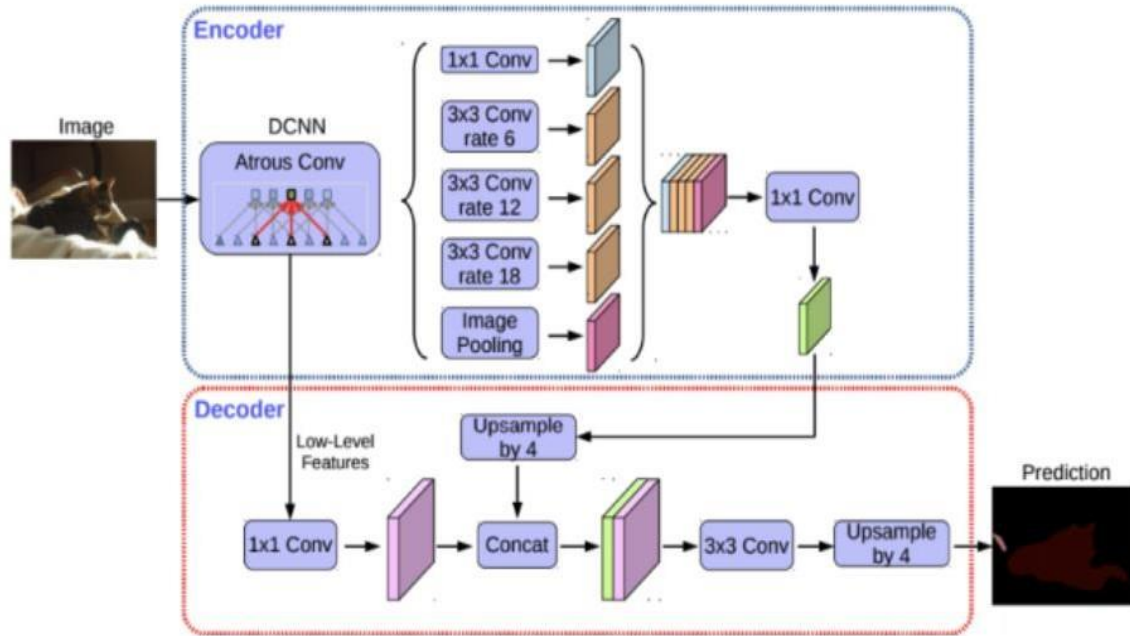 Encoder
Image
DCNN
Atrous Conv
1x1 Conv
3x3 Conv
rate 6
3x3 Conv
rate 12
3x3 Conv
rate 18
Image
Pooling
1x1 Conv
Decoder
Low-Level
Features
Upsample
by 4
1x1 Conv
Concat
3x3 Conv
Upsample
by 4
Prediction